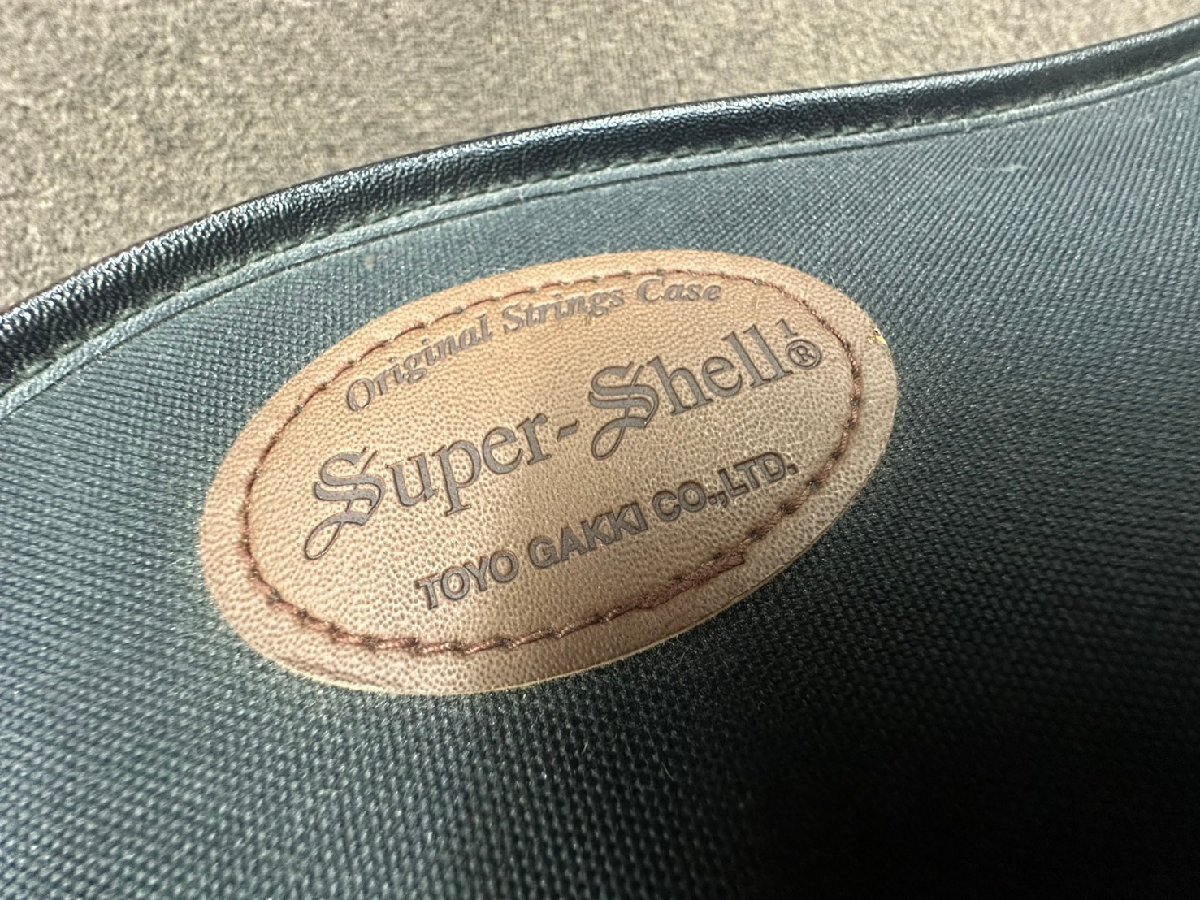 Original Strings Case
Super-Shell®
TOYO GAKKI CO.,LTD.